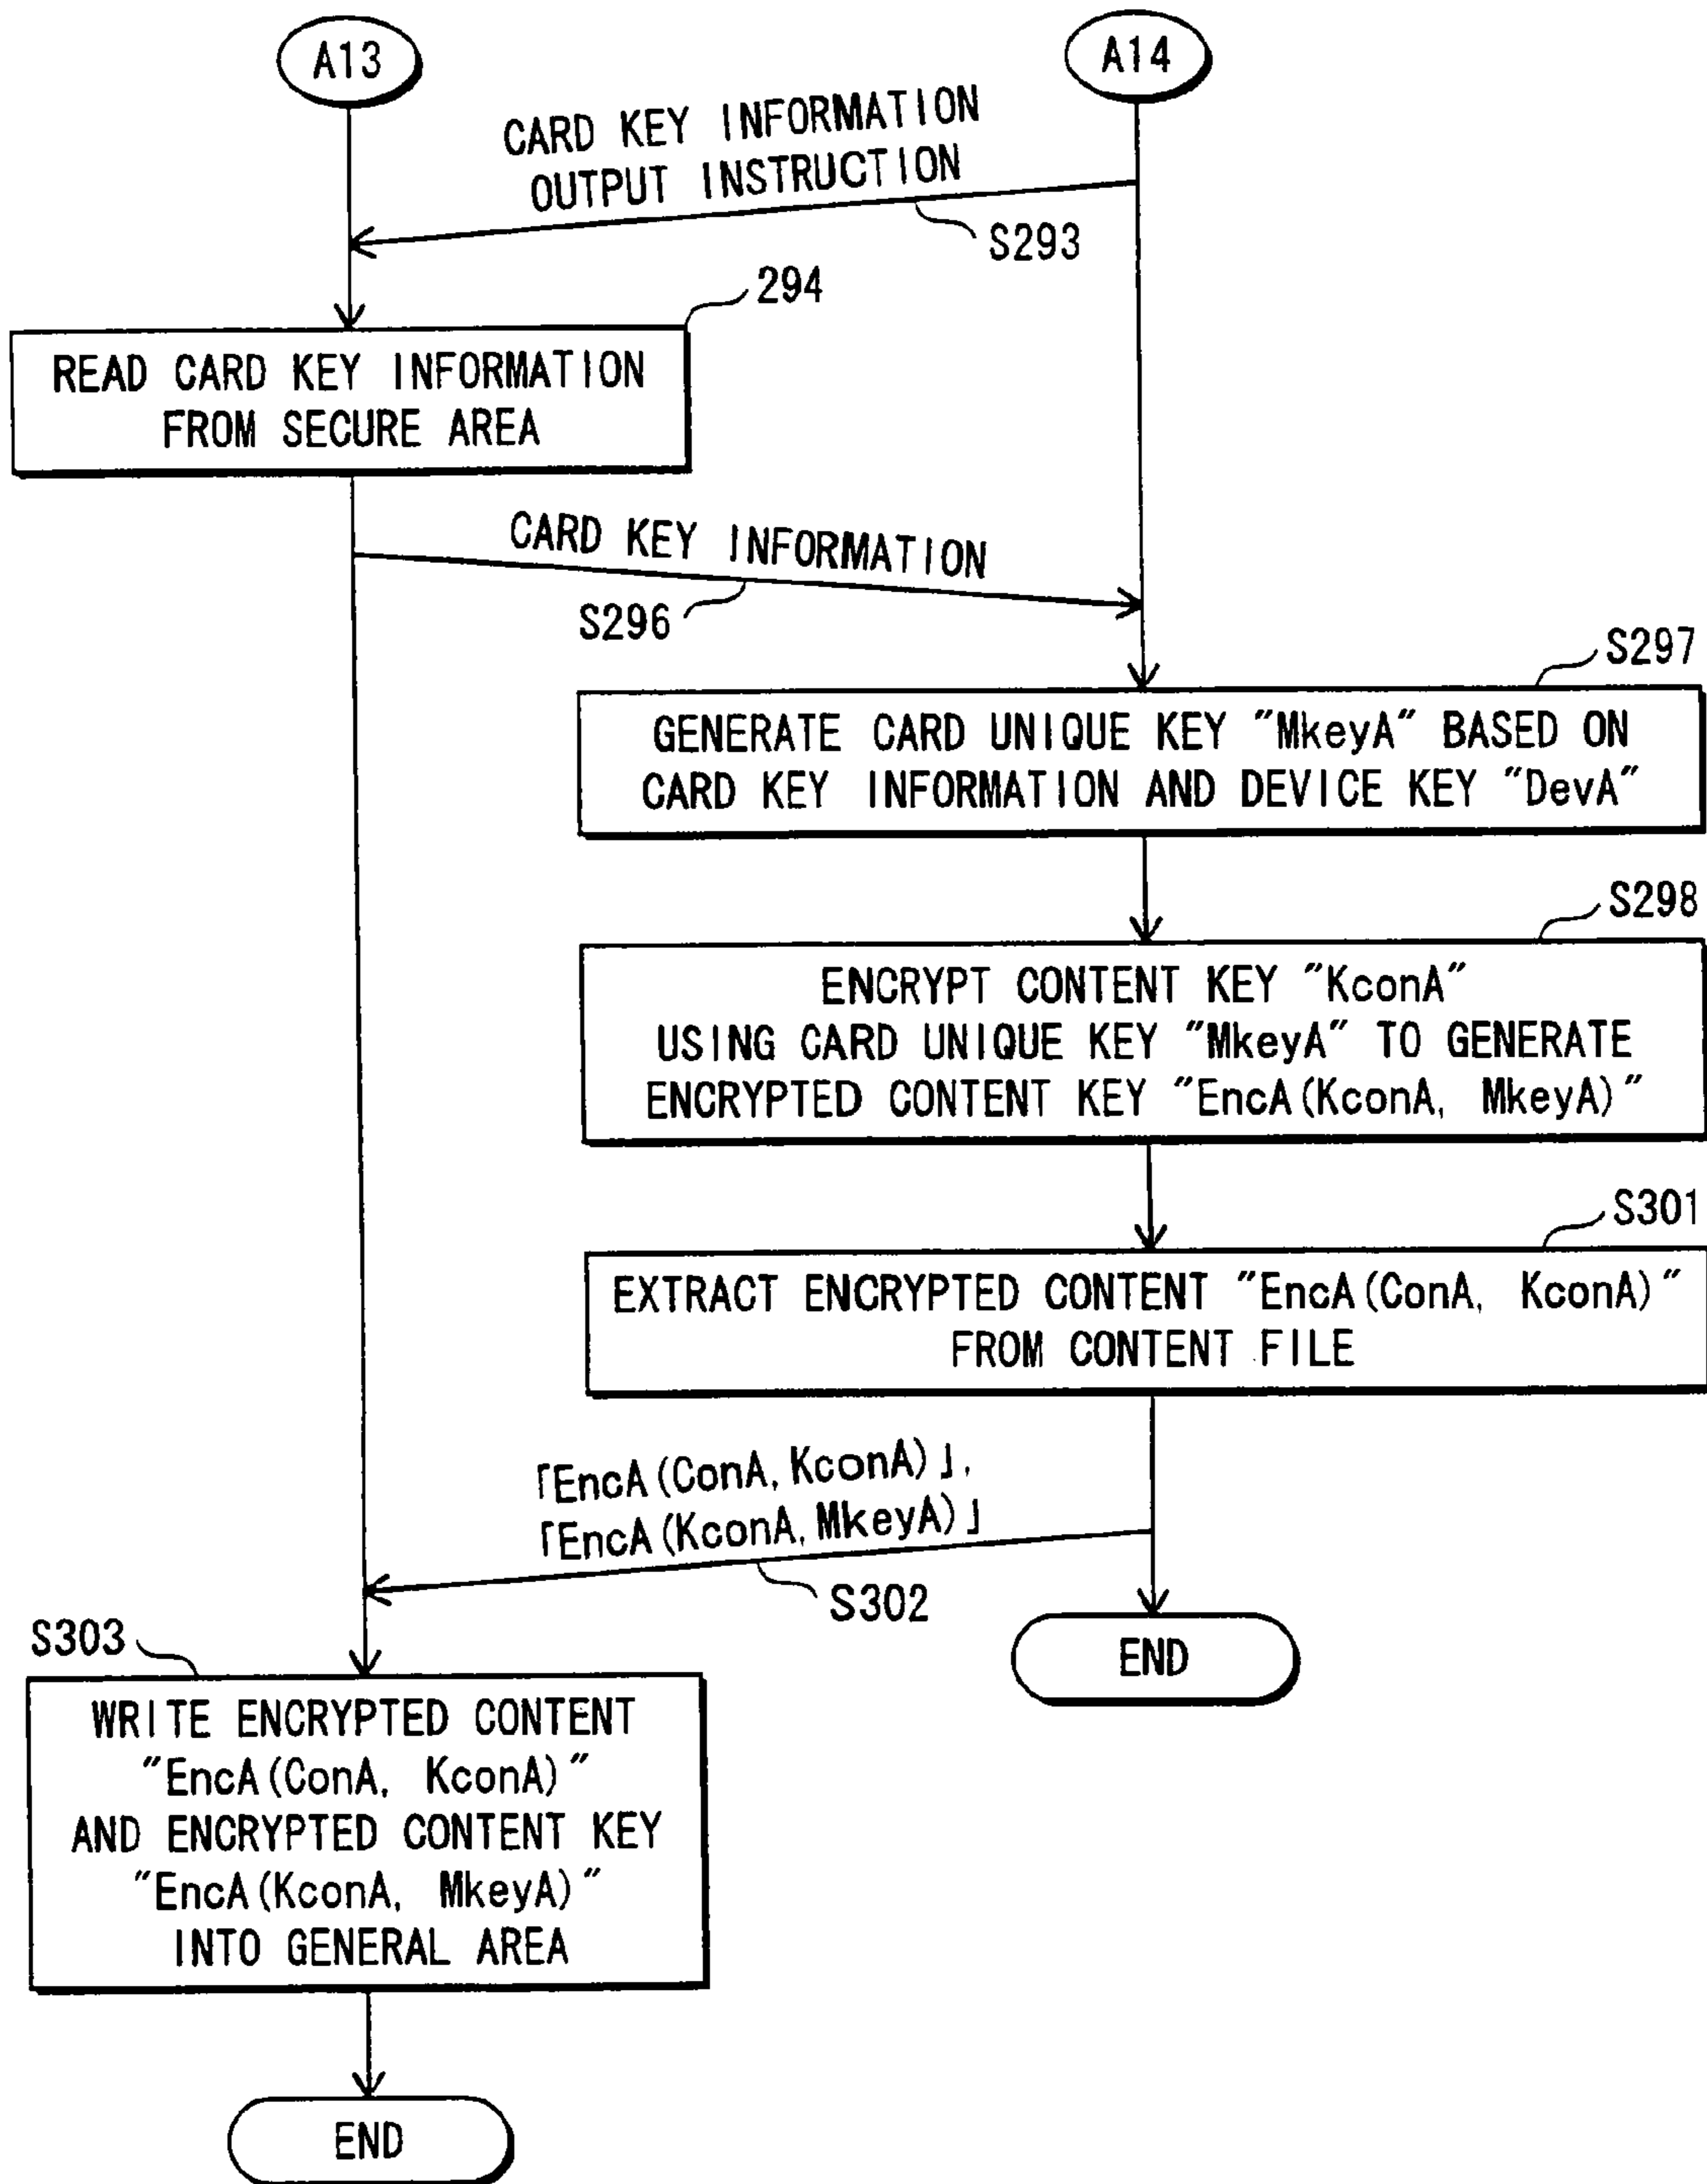 A13
A14
CARD KEY INFORMATION
OUTPUT INSTRUCTION
S293
294
READ CARD KEY INFORMATION
FROM SECURE AREA
CARD KEY INFORMATION
S296
S297
GENERATE CARD UNIQUE KEY "MkeyA" BASED ON
CARD KEY INFORMATION AND DEVICE KEY "DevA"
S298
ENCRYPT CONTENT KEY "KconA"
USING CARD UNIQUE KEY "MkeyA" TO GENERATE
ENCRYPTED CONTENT KEY "EncA(KconA, MkeyA)"
S301
EXTRACT ENCRYPTED CONTENT "EncA(ConA, KconA)"
FROM CONTENT FILE
「EncA(ConA,KconA)」,
「EncA(KconA,MkeyA)」
S302
END
S303
WRITE ENCRYPTED CONTENT
"EncA(ConA, KconA)"
AND ENCRYPTED CONTENT KEY
"EncA(KconA, MkeyA)"
INTO GENERAL AREA
END